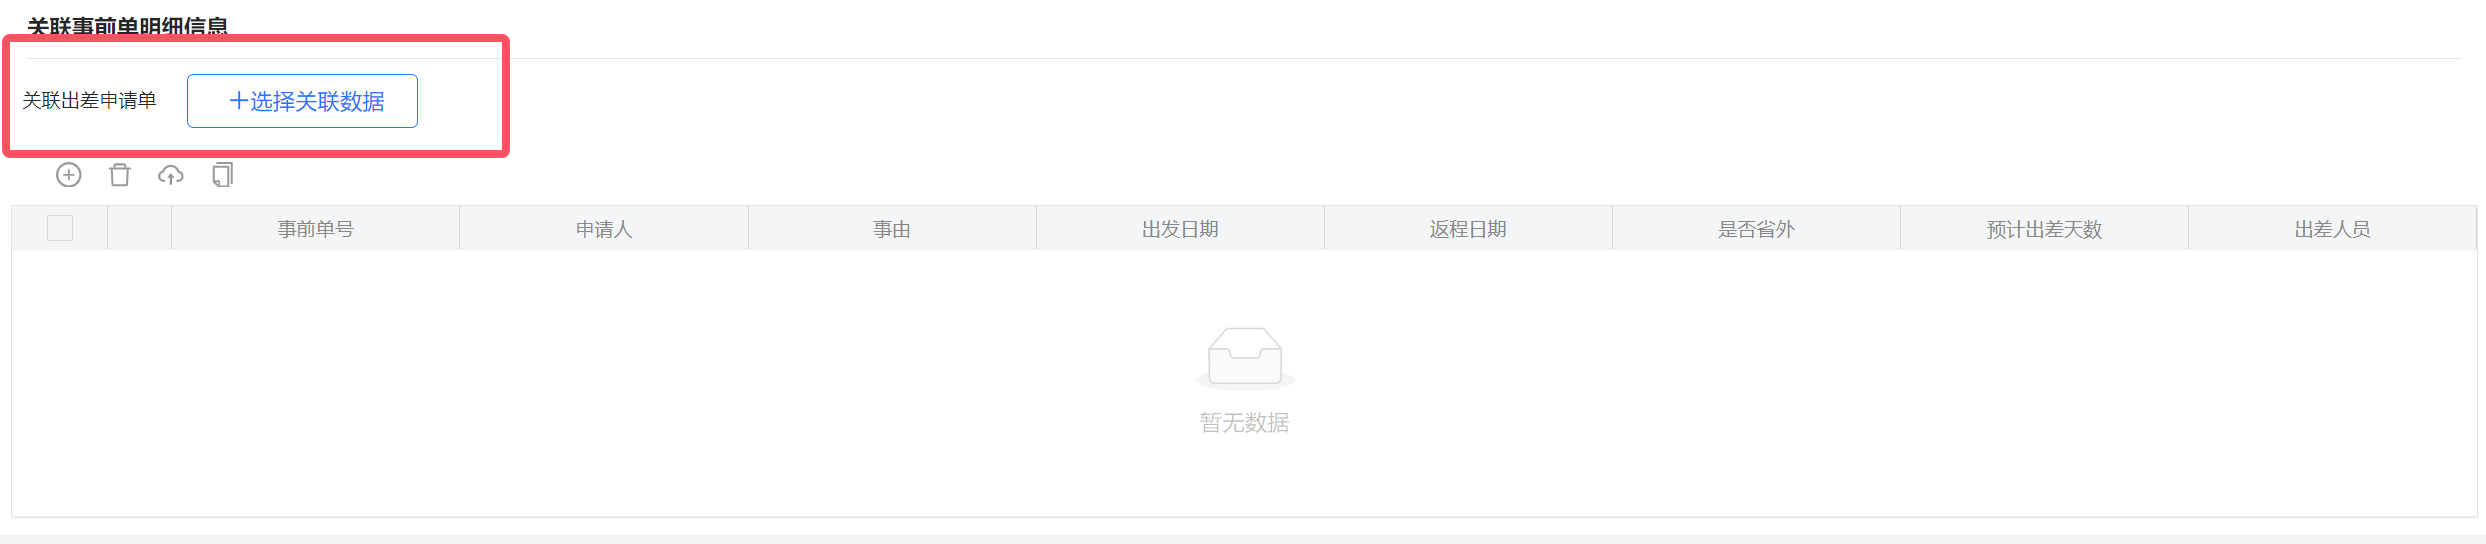 关联事前单明细信息
关联出差申请单 +选择关联数据
事前单号 申请人 事由 出发日期 返程日期 是否省外 预计出差天数 出差人员
暂无数据